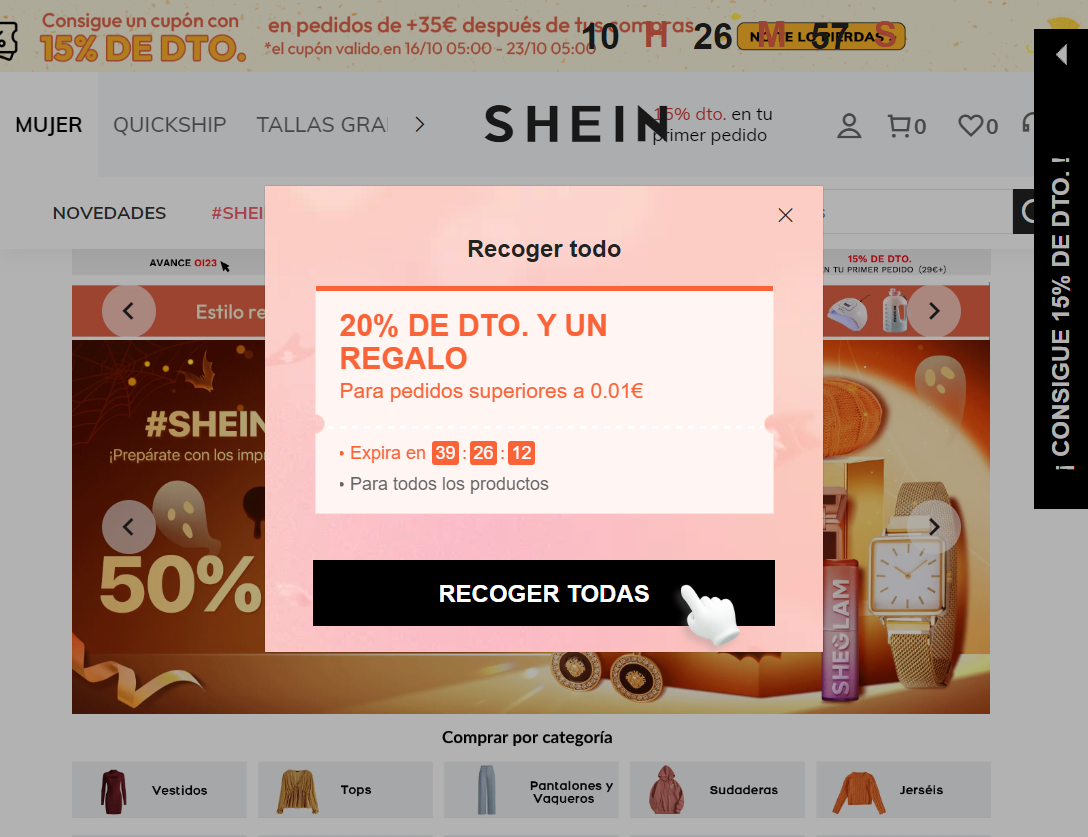 Consigue un cupón con
15% DE DTO.
en pedidos de +35€ después de tus compras
*el cupón valido en 16/10 05:00 - 23/10 05:00
10 H 26 M 57 S
MUJER
QUICKSHIP
TALLAS GRA
SHEIN
15% dto. en tu
primer pedido
0
0
NOVEDADES
#SHEI
¡ CONSIGUE 15% DE DTO. !
AVANCE OI23
15% DE DTO.
N TU PRIMER PEDIDO (29€+)
Estilo re
Recoger todo
20% DE DTO. Y UN
REGALO
Para pedidos superiores a 0.01€
• Expira en 39 : 26 : 12
• Para todos los productos
RECOGER TODAS
#SHEIN
¡Prepárate con los impr
50%
SHEGLAM
Comprar por categoría
Vestidos
Tops
Pantalones y
Vaqueros
Sudaderas
Jerséis